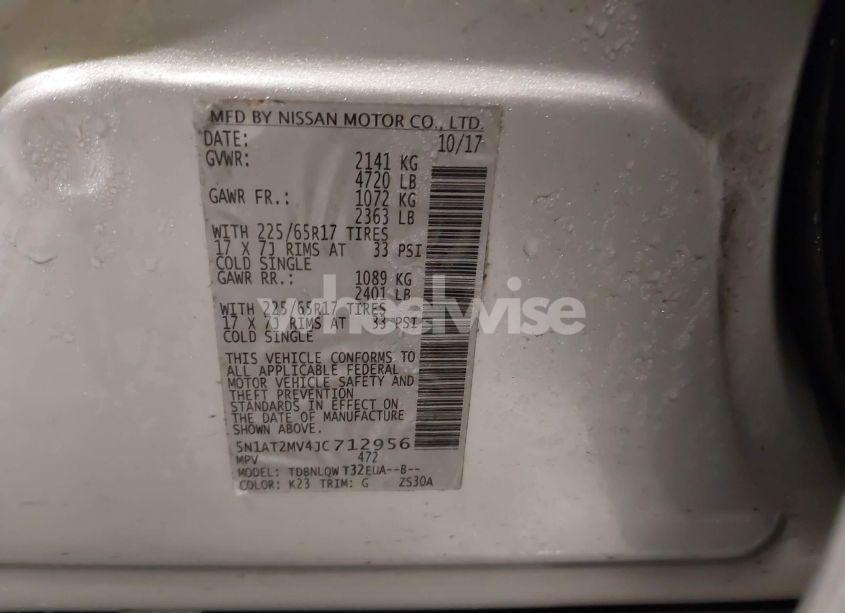 MFD BY NISSAN MOTOR CO., LTD.
DATE: 10/17
GVWR: 2141 KG
4720 LB
GAWR FR.: 1072 KG
2363 LB
WITH 225/65R17 TIRES
17 X 7J RIMS AT 33 PSI
COLD SINGLE
GAWR RR.: 1089 KG
2401 LB
WITH 225/65R17 TIRES
17 X 7J RIMS AT 33 PSI
COLD SINGLE
wheelwise
THIS VEHICLE CONFORMS TO
ALL APPLICABLE FEDERAL
MOTOR VEHICLE SAFETY AND
THEFT PREVENTION
STANDARDS IN EFFECT ON
THE DATE OF MANUFACTURE
SHOWN ABOVE.
5N1AT2MV4JC712956
MPV 472
MODEL: TDBNLQW T32EUA--B--
COLOR: K23 TRIM: G ZS30A